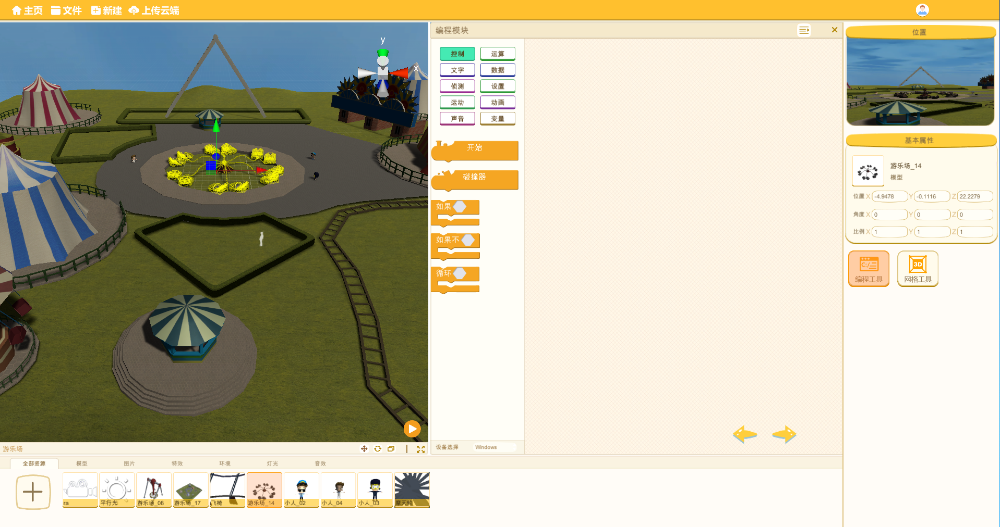 主页 文件 新建 上传云端
y
x
编程模块
控制 运算
文字 数据
侦测 设置
运动 动画
声音 变量
开始
碰撞器
如果
如果不
循环
设备选择 Windows
游乐场
全部资源 模型 图片 特效 环境 灯光 音效
ra 平行光 游乐场_08 游乐场_17 飞椅 游乐场_14 小人_02 小人_04 小人_03 摩天轮
位置
基本属性
游乐场_14
模型
位置 X -4.9478 Y -0.1116 Z 22.2279
角度 X 0 Y 0 Z 0
比例 X 1 Y 1 Z 1
C:/
编程工具
3D
网格工具